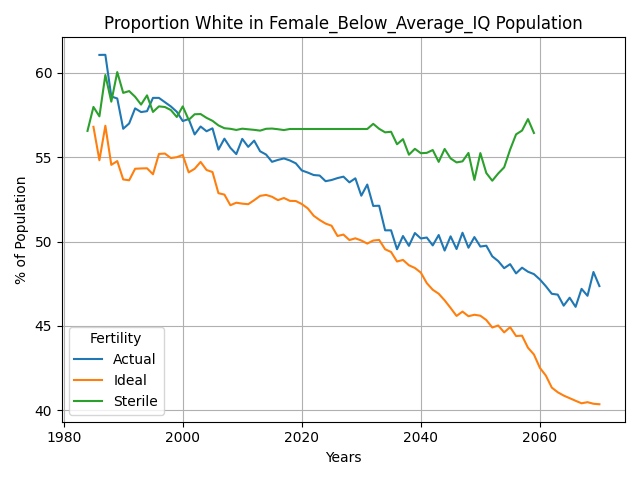 Proportion White in Female_Below_Average_IQ Population
% of Population
60
55
50
45
40
Fertility
Actual
Ideal
Sterile
1980 2000 2020 2040 2060
Years